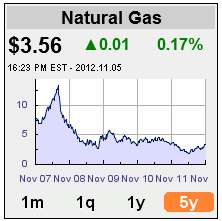 Natural Gas
$3.56 ▲0.01 0.17%
16:23 PM EST - 2012.11.05
10
5
0
Nov 07 Nov 08 Nov 09 Nov 10 Nov 11 Nov
1m 1q 1y 5y